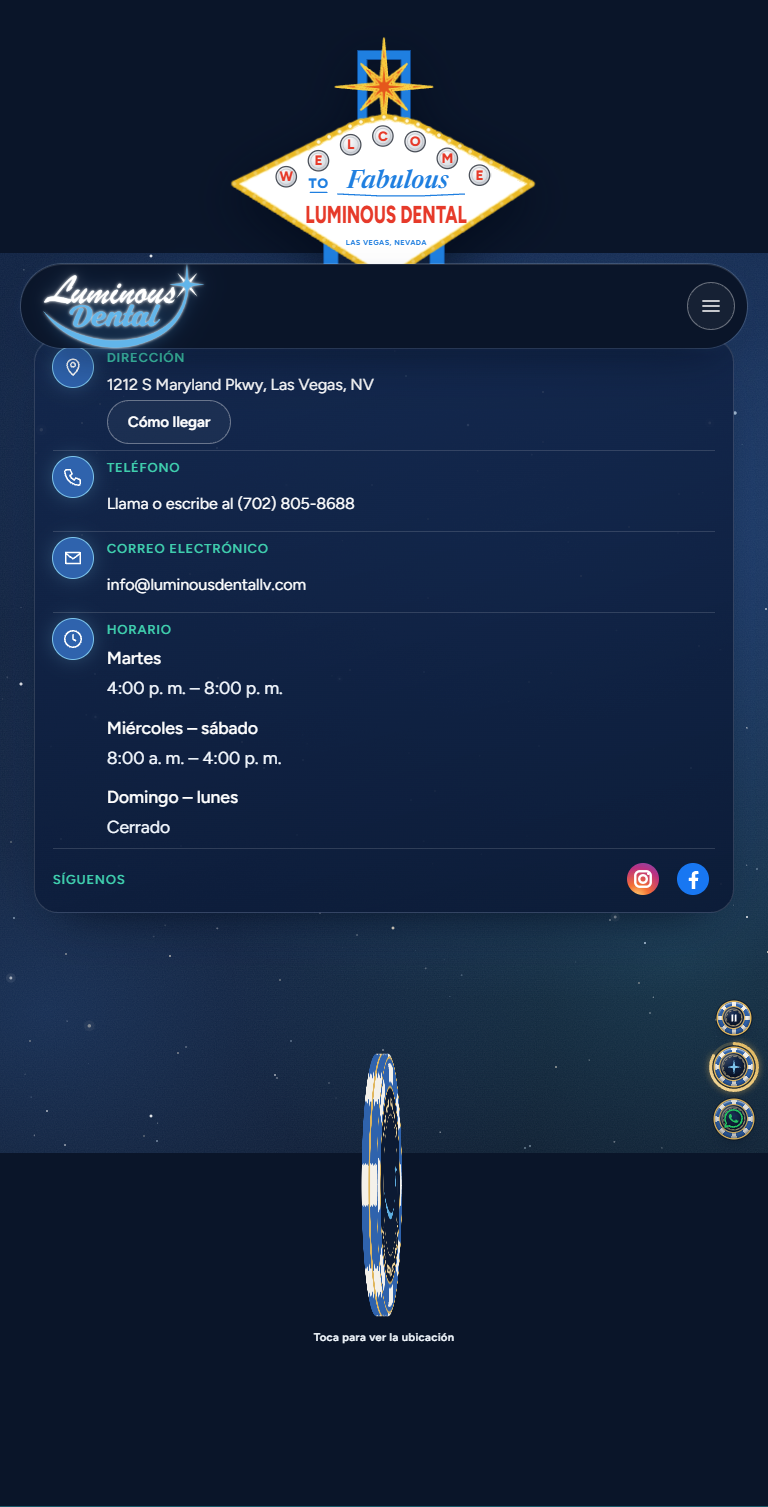 WELCOME
TO Fabulous
LUMINOUS DENTAL
LAS VEGAS, NEVADA
Luminous
Dental
DIRECCIÓN
1212 S Maryland Pkwy, Las Vegas, NV
Cómo llegar
TELÉFONO
Llama o escribe al (702) 805-8688
CORREO ELECTRÓNICO
info@luminousdentallv.com
HORARIO
Martes
4:00 p. m. – 8:00 p. m.
Miércoles – sábado
8:00 a. m. – 4:00 p. m.
Domingo – lunes
Cerrado
SÍGUENOS
Toca para ver la ubicación